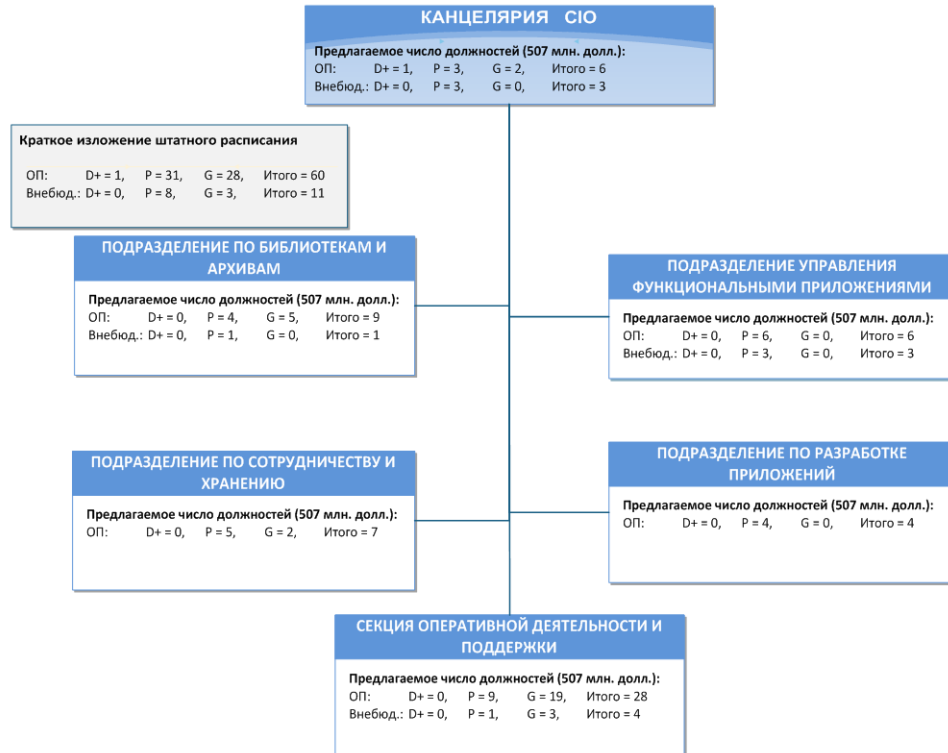 КАНЦЕЛЯРИЯ CIO
Предлагаемое число должностей (507 млн. долл.):
ОП: D+ = 1, P = 3, G = 2, Итого = 6
Внебюд.: D+ = 0, P = 3, G = 0, Итого = 3
Краткое изложение штатного расписания
ОП: D+ = 1, P = 31, G = 28, Итого = 60
Внебюд.: D+ = 0, P = 8, G = 3, Итого = 11
ПОДРАЗДЕЛЕНИЕ ПО БИБЛИОТЕКАМ И
АРХИВАМ
Предлагаемое число должностей (507 млн. долл.):
ОП: D+ = 0, P = 4, G = 5, Итого = 9
Внебюд.: D+ = 0, P = 1, G = 0, Итого = 1
ПОДРАЗДЕЛЕНИЕ УПРАВЛЕНИЯ
ФУНКЦИОНАЛЬНЫМИ ПРИЛОЖЕНИЯМИ
Предлагаемое число должностей (507 млн. долл.):
ОП: D+ = 0, P = 6, G = 0, Итого = 6
Внебюд.: D+ = 0, P = 3, G = 0, Итого = 3
ПОДРАЗДЕЛЕНИЕ ПО СОТРУДНИЧЕСТВУ И
ХРАНЕНИЮ
Предлагаемое число должностей (507 млн. долл.):
ОП: D+ = 0, P = 5, G = 2, Итого = 7
ПОДРАЗДЕЛЕНИЕ ПО РАЗРАБОТКЕ
ПРИЛОЖЕНИЙ
Предлагаемое число должностей (507 млн. долл.):
ОП: D+ = 0, P = 4, G = 0, Итого = 4
СЕКЦИЯ ОПЕРАТИВНОЙ ДЕЯТЕЛЬНОСТИ И
ПОДДЕРЖКИ
Предлагаемое число должностей (507 млн. долл.):
ОП: D+ = 0, P = 9, G = 19, Итого = 28
Внебюд.: D+ = 0, P = 1, G = 3, Итого = 4